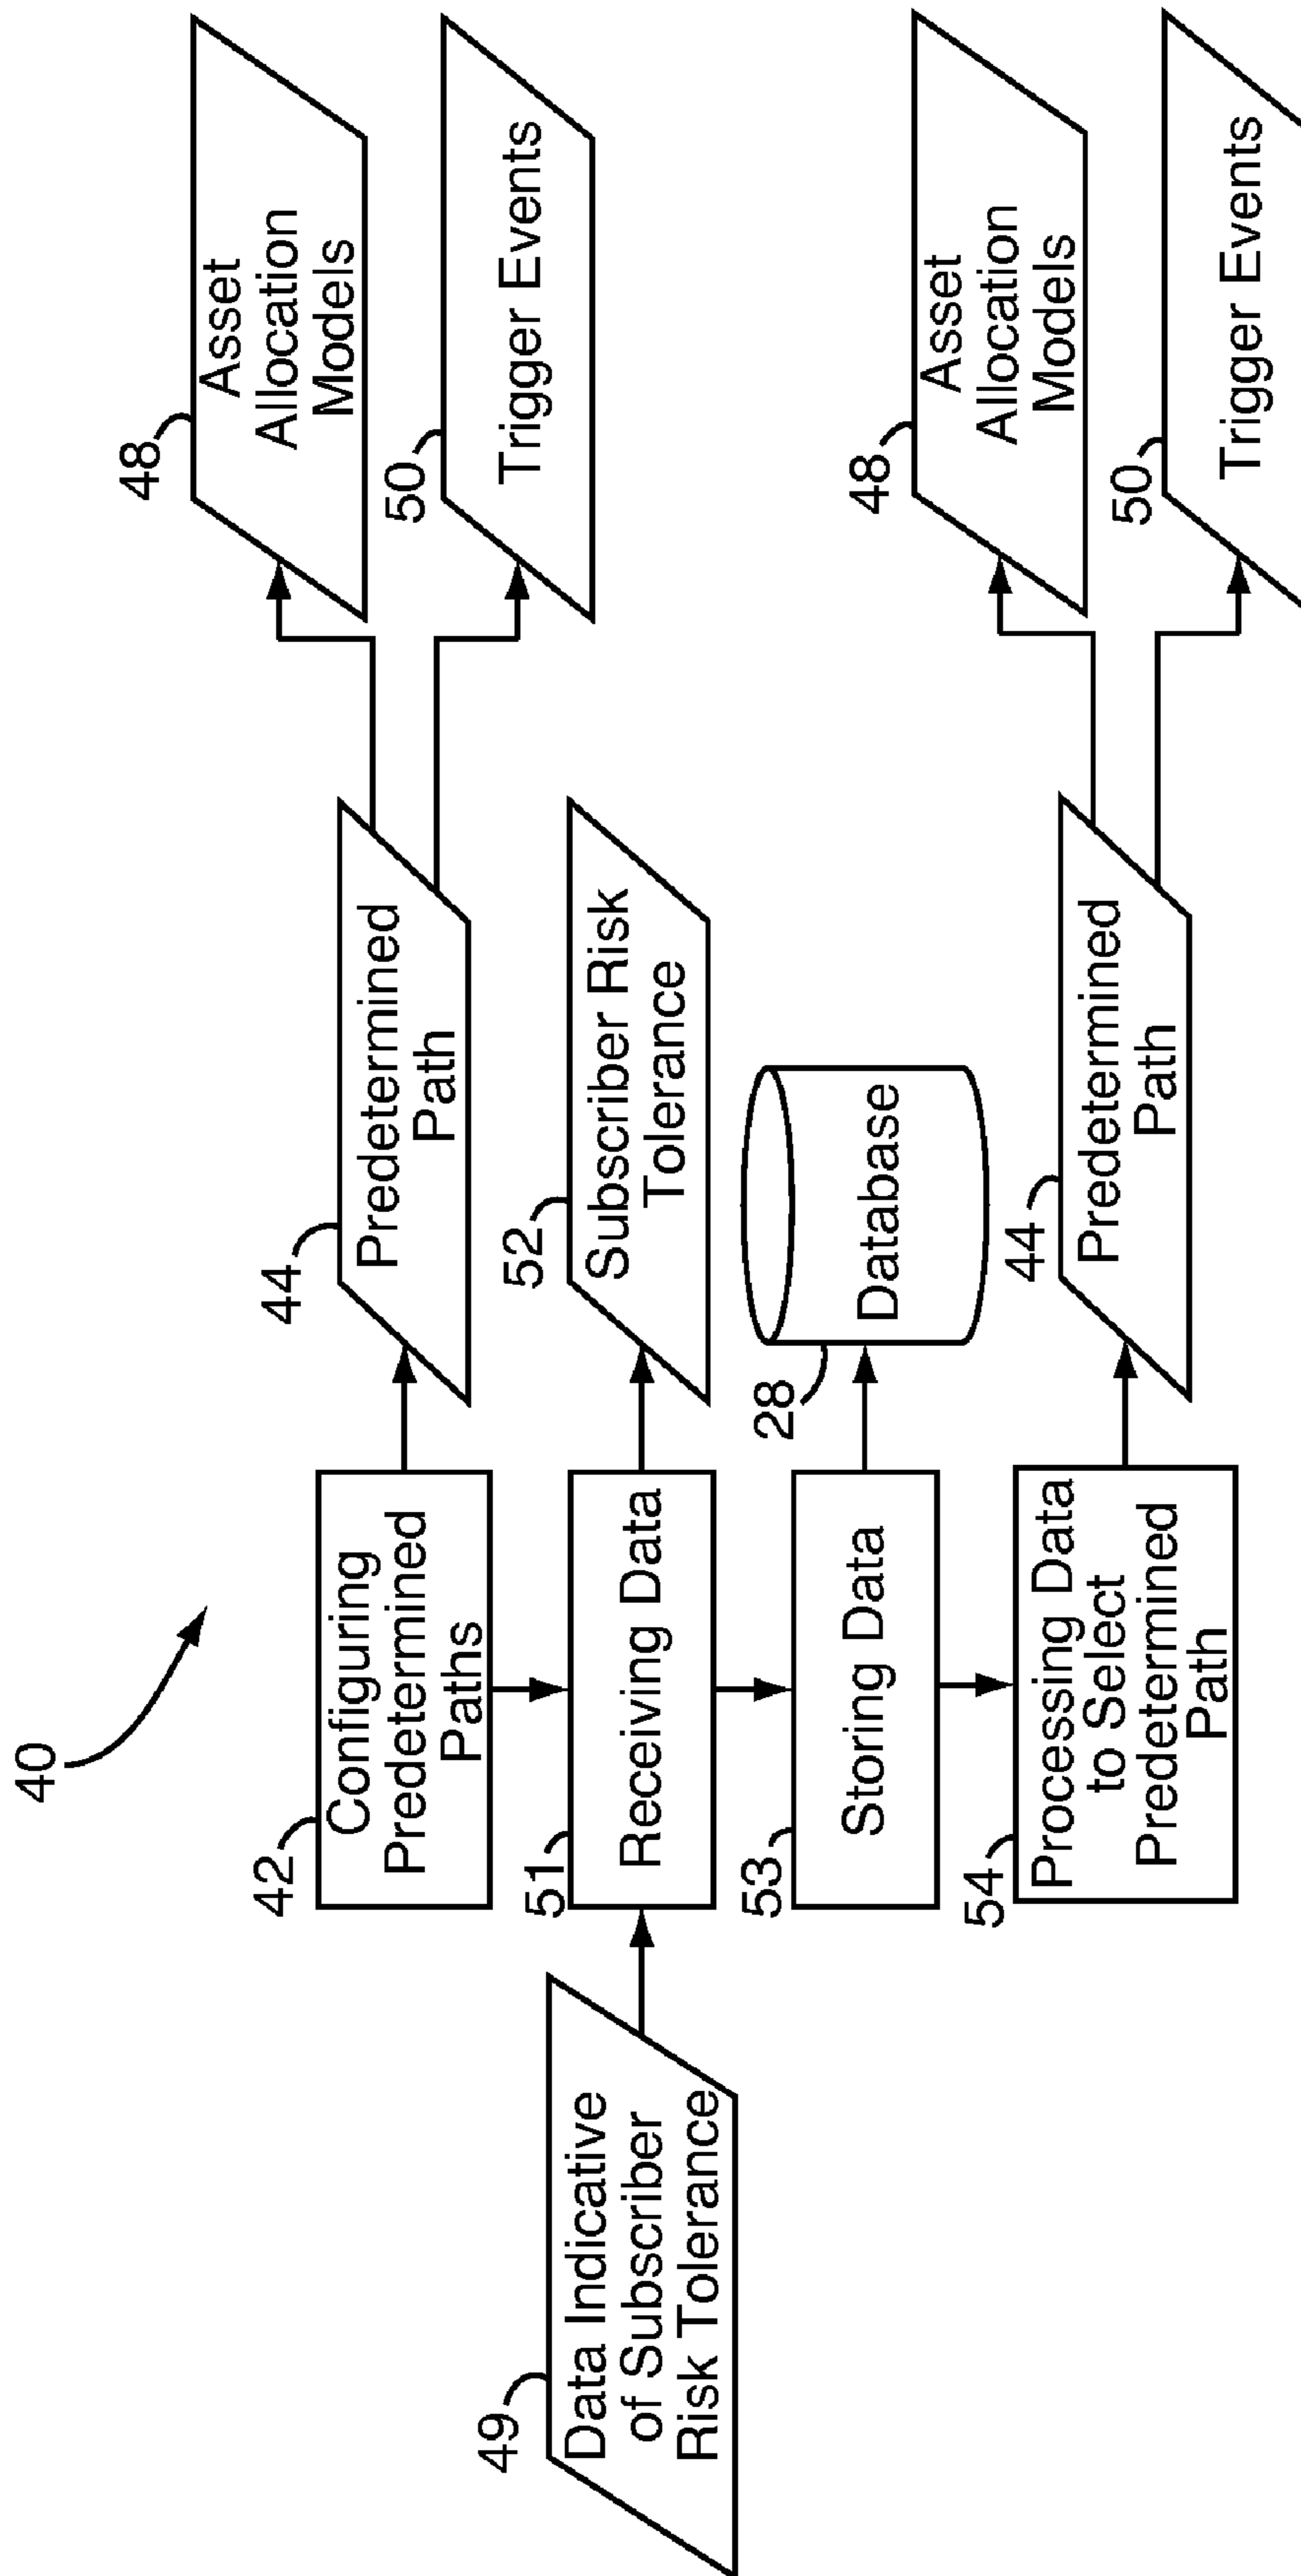 40
42
Configuring
Predetermined
Paths
44
Predetermined
Path
48
Asset
Allocation
Models
50
Trigger Events
49
Data Indicative
of Subscriber
Risk Tolerance
51
Receiving Data
52
Subscriber Risk
Tolerance
53
Storing Data
28
Database
54
Processing Data
to Select
Predetermined
Path
44
Predetermined
Path
48
Asset
Allocation
Models
50
Trigger Events